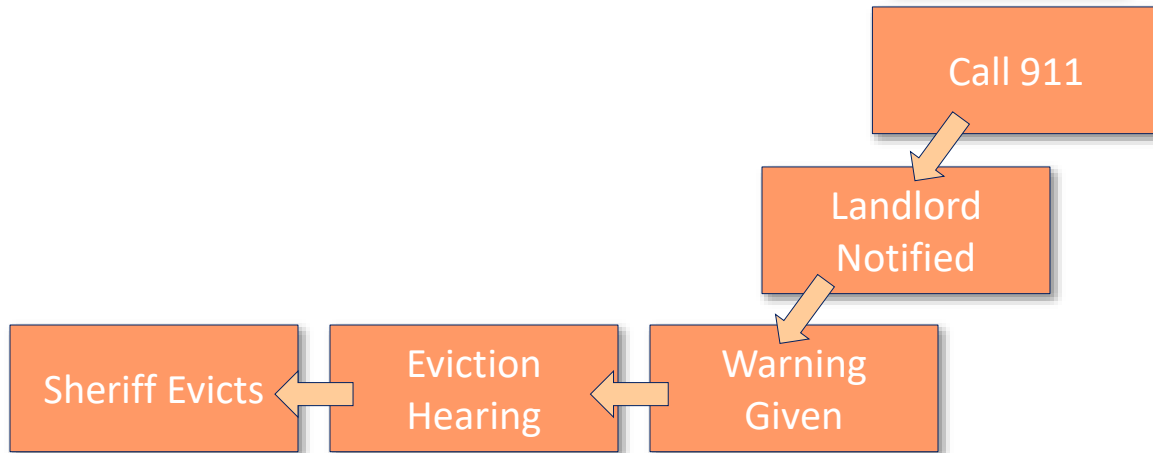 Call 911
Landlord
Notified
Warning
Given
Eviction
Hearing
Sheriff Evicts